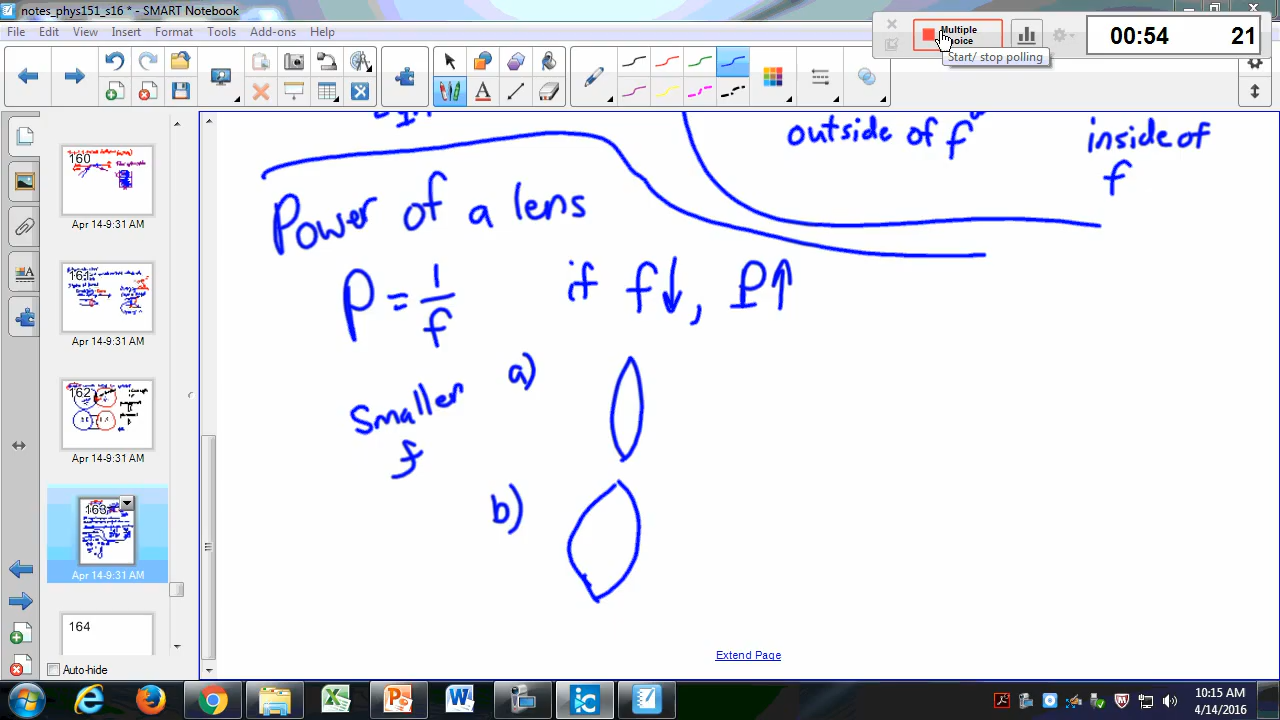 notes_phys151_s16 * - SMART Notebook
File Edit View Insert Format Tools Add-ons Help
Multiple
Choice
00:54 21
Start/ stop polling
outside of f
inside of
f
Power of a lens
P = 1/f if f↓, P↑
Smaller
f
a)
b)
Extend Page
160
Apr 14-9:31 AM
161
Apr 14-9:31 AM
162
Apr 14-9:31 AM
163
Apr 14-9:31 AM
164
Auto-hide
10:15 AM
4/14/2016